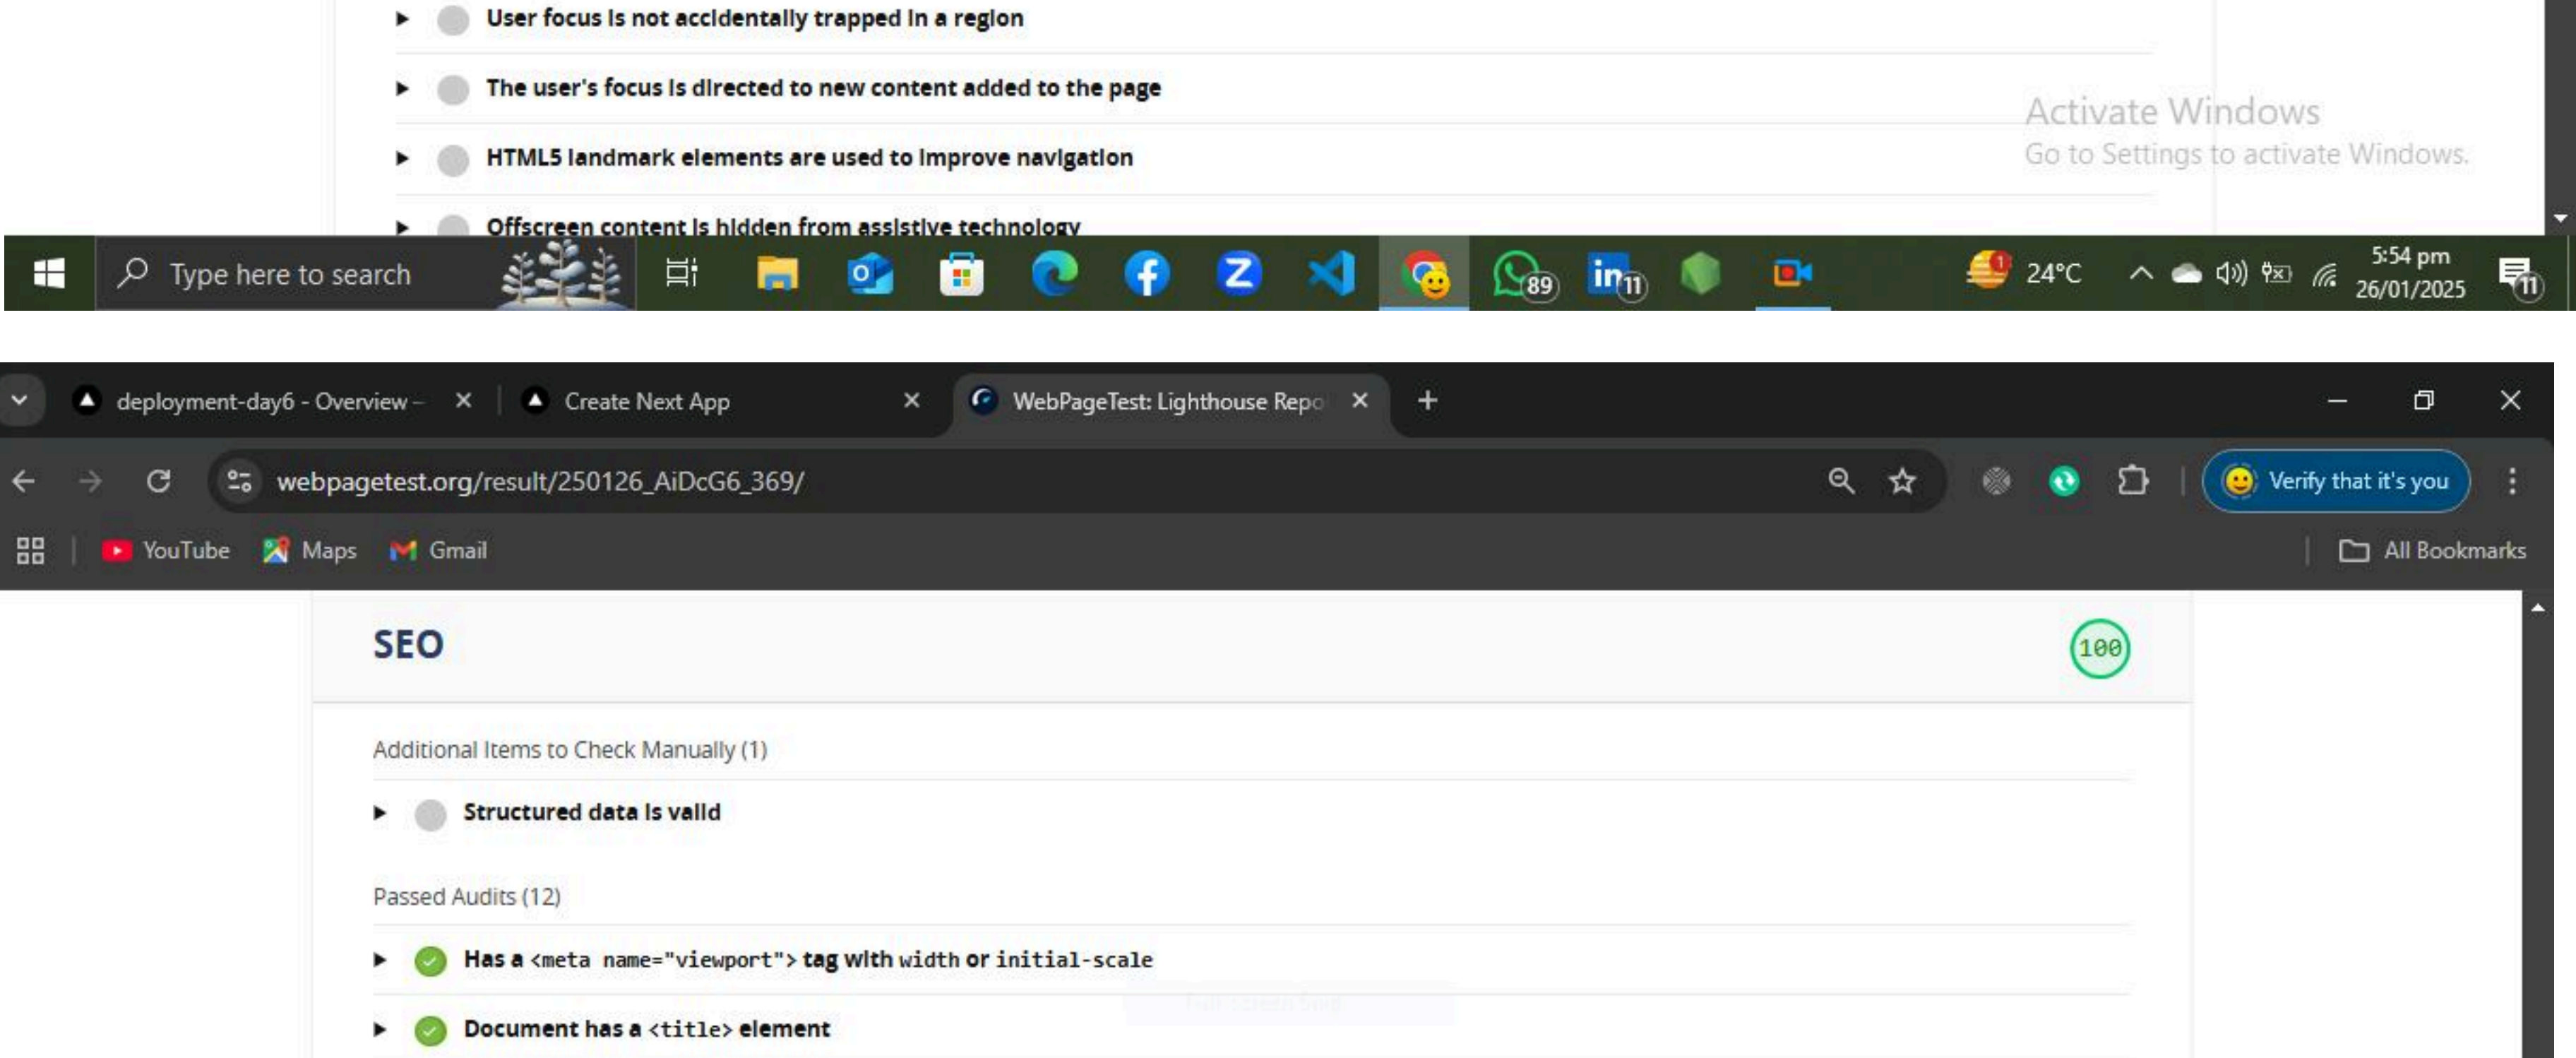 User focus is not accidentally trapped in a region
The user's focus is directed to new content added to the page
Activate Windows
HTML5 landmark elements are used to improve navigation
Go to Settings to activate Windows.
Offscreen content is hidden from assistive technology
Type here to search
89
11
1
24°C
5:54 pm
26/01/2025
11
deployment-day6 - Overview –
Create Next App
WebPageTest: Lighthouse Repo
webpagetest.org/result/250126_AiDcG6_369/
Verify that it's you
YouTube
Maps
Gmail
All Bookmarks
SEO
100
Additional Items to Check Manually (1)
Structured data is valid
Passed Audits (12)
Has a <meta name="viewport"> tag with width or initial-scale
Document has a <title> element